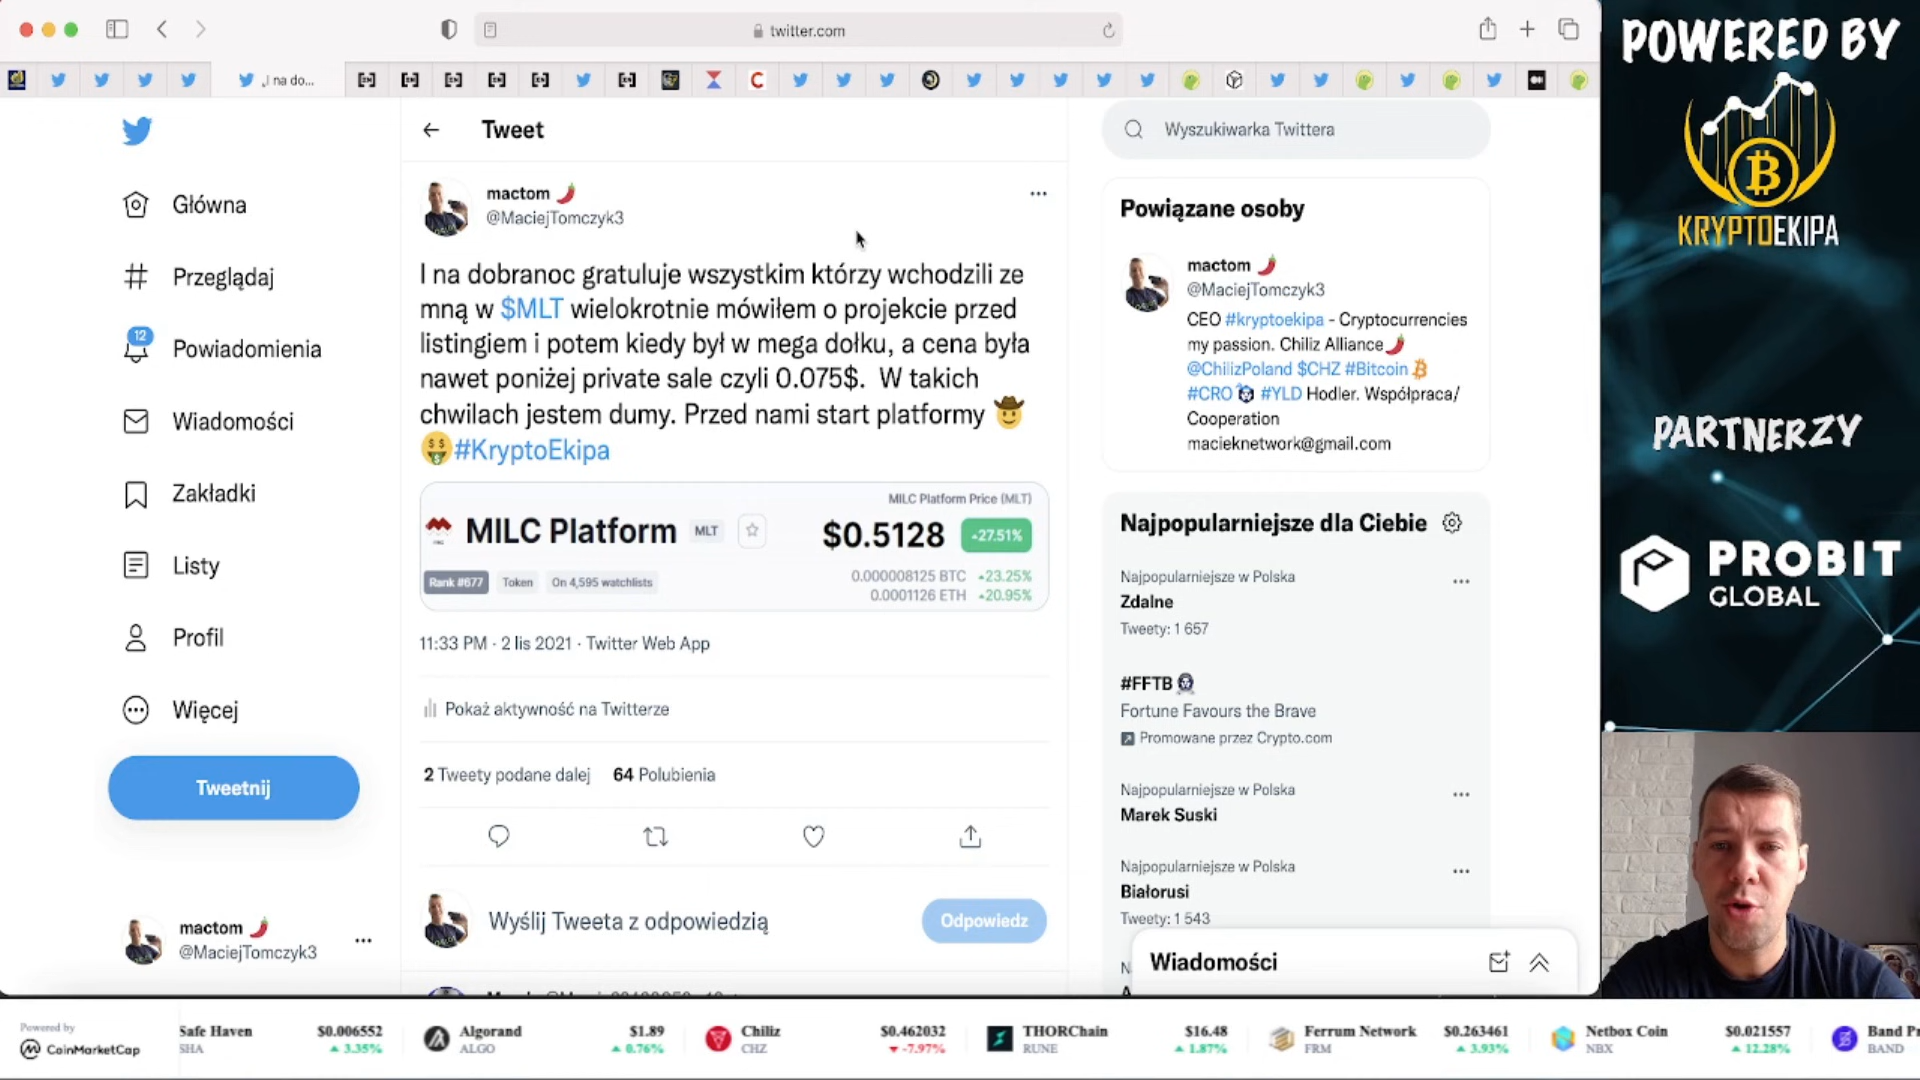 twitter.com
„I na do...
POWERED BY
KRYPTOEKIPA
PARTNERZY
PROBIT
GLOBAL
Główna
Przeglądaj
12
Powiadomienia
Wiadomości
Zakładki
Listy
Profil
Więcej
Tweetnij
mactom
@MaciejTomczyk3
Tweet
mactom
@MaciejTomczyk3
I na dobranoc gratuluje wszystkim którzy wchodzili ze
mną w $MLT wielokrotnie mówiłem o projekcie przed
listingiem i potem kiedy był w mega dołku, a cena była
nawet poniżej private sale czyli 0.075$. W takich
chwilach jestem dumy. Przed nami start platformy
#KryptoEkipa
MILC Platform Price (MLT)
MILC Platform MLT $0.5128 27.51%
Rank #677 Token On 4,595 watchlists
0.000008125 BTC 23.25%
0.0001126 ETH 20.95%
11:33 PM · 2 lis 2021 · Twitter Web App
Pokaż aktywność na Twitterze
2 Tweety podane dalej 64 Polubienia
Wyślij Tweeta z odpowiedzią
Odpowiedz
Wyszukiwarka Twittera
Powiązane osoby
mactom
@MaciejTomczyk3
CEO #kryptoekipa - Cryptocurrencies
my passion. Chiliz Alliance
@ChilizPoland $CHZ #Bitcoin
#CRO #YLD Hodler. Współpraca/
Cooperation
macieknetwork@gmail.com
Najpopularniejsze dla Ciebie
Najpopularniejsze w Polska
Zdalne
Tweety: 1 657
#FFTB
Fortune Favours the Brave
Promowane przez Crypto.com
Najpopularniejsze w Polska
Marek Suski
Najpopularniejsze w Polska
Białorusi
Tweety: 1 543
Wiadomości
Powered by
CoinMarketCap
Safe Haven $0.006552
SHA 3.35%
Algorand $1.89
ALGO 0.76%
Chiliz $0.462032
CHZ -7.97%
THORChain $16.48
RUNE 1.87%
Ferrum Network $0.263461
FRM 3.93%
Netbox Coin $0.021557
NBX 12.28%
Band Pr
BAND